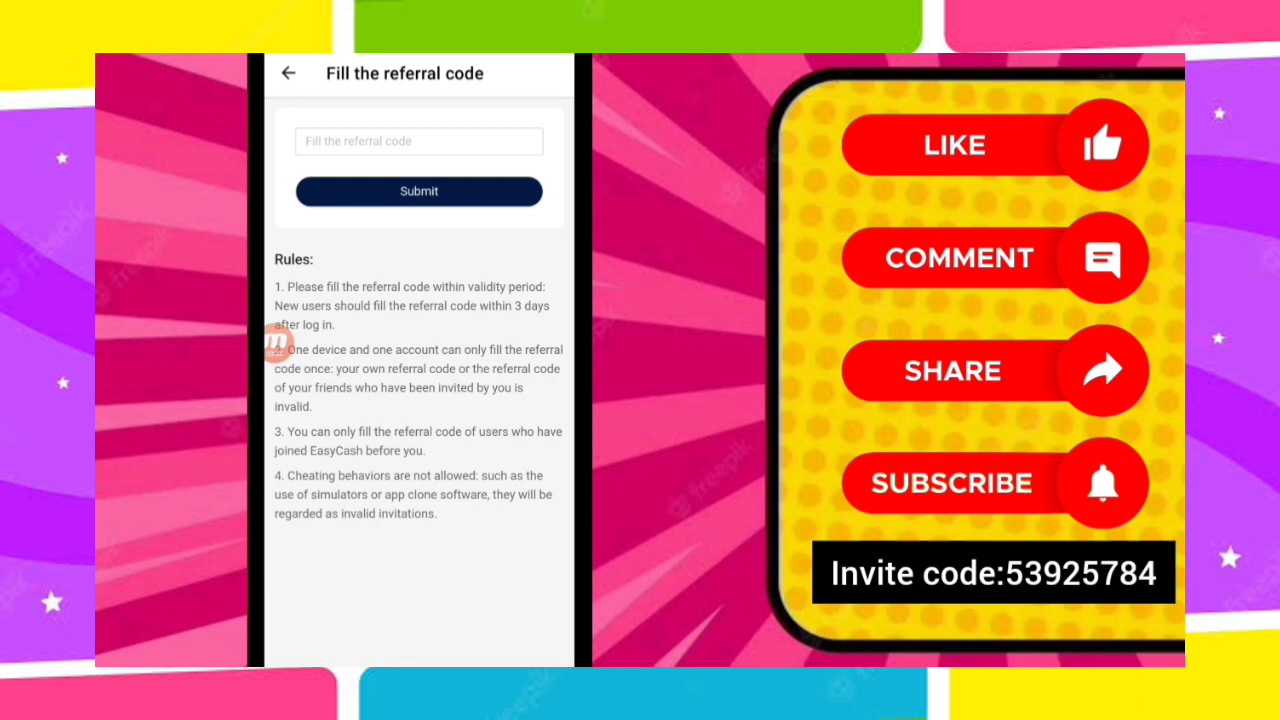 Fill the referral code
Fill the referral code
Submit
Rules:
1. Please fill the referral code within validity period:
New users should fill the referral code within 3 days
after log in.
One device and one account can only fill the referral
code once: your own referral code or the referral code
of your friends who have been invited by you is
invalid.
3. You can only fill the referral code of users who have
joined EasyCash before you.
4. Cheating behaviors are not allowed: such as the
use of simulators or app clone software, they will be
regarded as invalid invitations.
LIKE
COMMENT
SHARE
SUBSCRIBE
Invite code:53925784
freepik